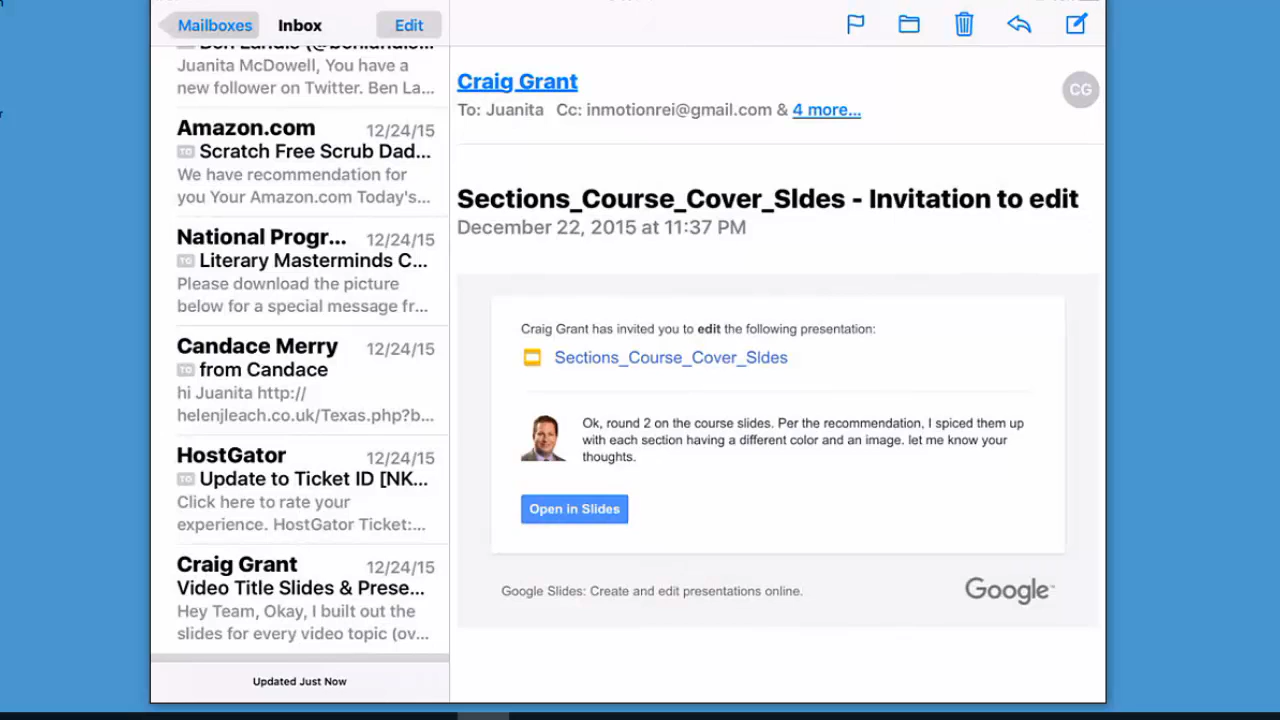 Mailboxes
Inbox
Edit
Juanita McDowell, You have a
new follower on Twitter. Ben La...
Amazon.com 12/24/15
TO Scratch Free Scrub Dad...
We have recommendation for
you Your Amazon.com Today's...
National Progr... 12/24/15
TO Literary Masterminds C...
Please download the picture
below for a special message fr...
Candace Merry 12/24/15
TO from Candace
hi Juanita http://
helenjleach.co.uk/Texas.php?b...
HostGator 12/24/15
TO Update to Ticket ID [NK...
Click here to rate your
experience. HostGator Ticket:...
Craig Grant 12/24/15
Video Title Slides & Prese...
Hey Team, Okay, I built out the
slides for every video topic (ov...
Updated Just Now
Craig Grant
CG
To: Juanita Cc: inmotionrei@gmail.com & 4 more...
Sections_Course_Cover_Sldes - Invitation to edit
December 22, 2015 at 11:37 PM
Craig Grant has invited you to edit the following presentation:
Sections_Course_Cover_Sldes
Ok, round 2 on the course slides. Per the recommendation, I spiced them up
with each section having a different color and an image. let me know your
thoughts.
Open in Slides
Google Slides: Create and edit presentations online.
Google™